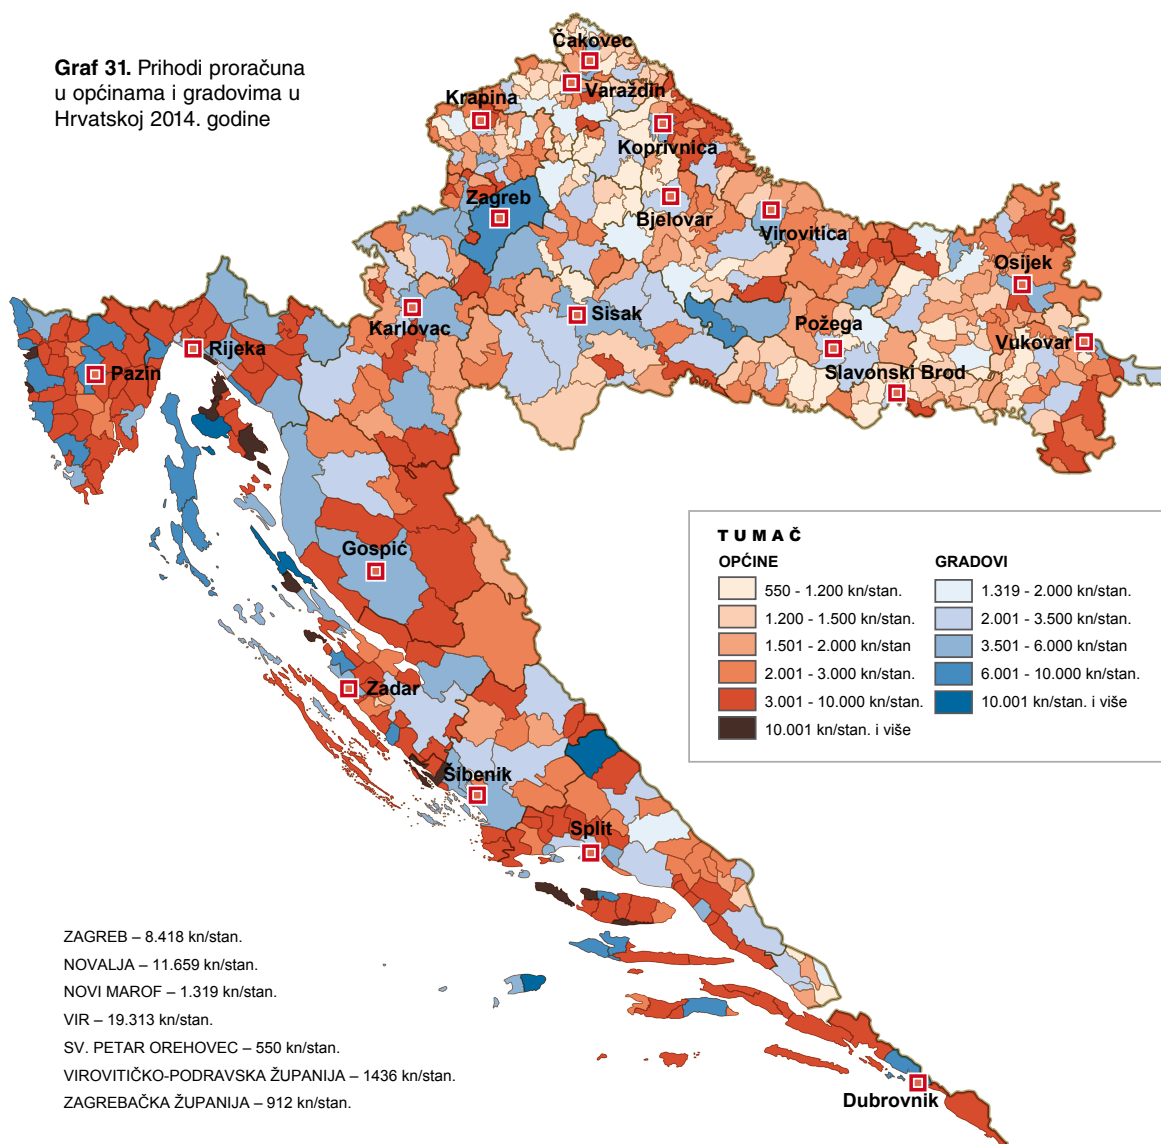 Graf 31. Prihodi proračuna
u općinama i gradovima u
Hrvatskoj 2014. godine
Čakovec
Varaždin
Krapina
Koprivnica
Zagreb
Bjelovar
Virovitica
Osijek
Karlovac
Sisak
Požega
Vukovar
Slavonski Brod
Rijeka
Pazin
Gospić
Zadar
Šibenik
Split
Dubrovnik
TUMAČ
OPĆINE
550 - 1.200 kn/stan.
1.200 - 1.500 kn/stan.
1.501 - 2.000 kn/stan
2.001 - 3.000 kn/stan.
3.001 - 10.000 kn/stan.
10.001 kn/stan. i više
GRADOVI
1.319 - 2.000 kn/stan.
2.001 - 3.500 kn/stan.
3.501 - 6.000 kn/stan
6.001 - 10.000 kn/stan.
10.001 kn/stan. i više
ZAGREB – 8.418 kn/stan.
NOVALJA – 11.659 kn/stan.
NOVI MAROF – 1.319 kn/stan.
VIR – 19.313 kn/stan.
SV. PETAR OREHOVEC – 550 kn/stan.
VIROVITIČKO-PODRAVSKA ŽUPANIJA – 1436 kn/stan.
ZAGREBAČKA ŽUPANIJA – 912 kn/stan.